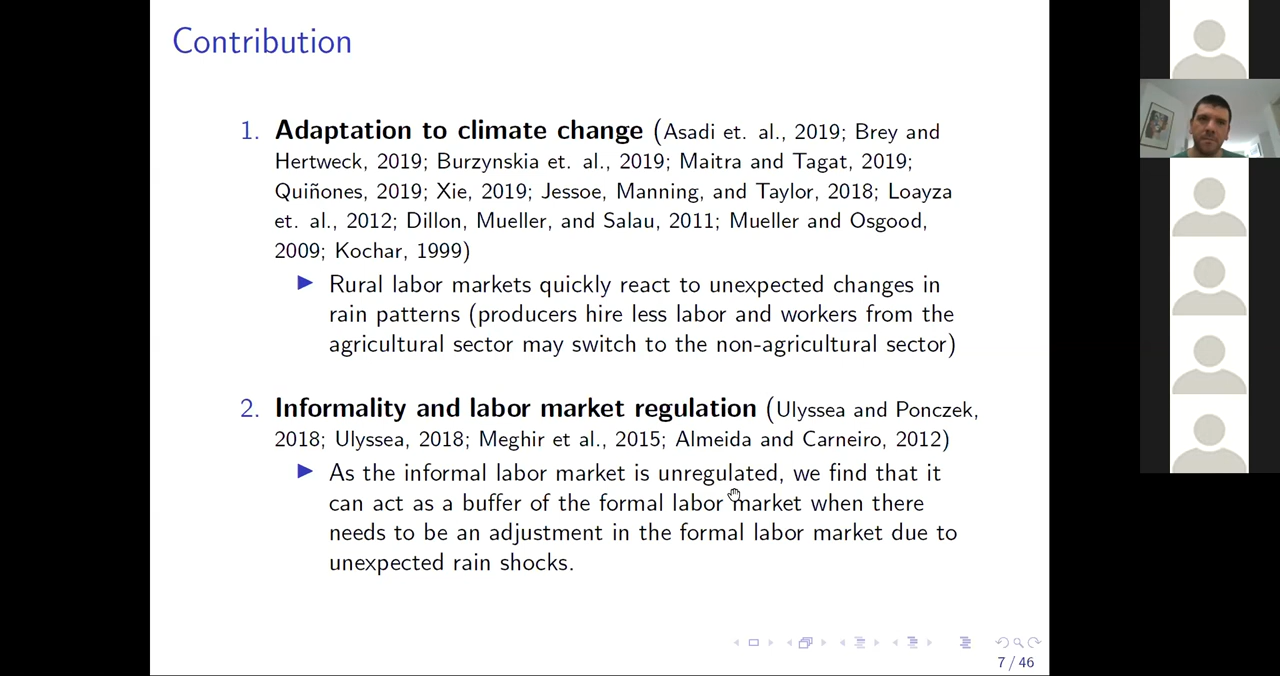 Contribution
1. Adaptation to climate change (Asadi et. al., 2019; Brey and
Hertweck, 2019; Burzynskia et. al., 2019; Maitra and Tagat, 2019;
Quiñones, 2019; Xie, 2019; Jessoe, Manning, and Taylor, 2018; Loayza
et. al., 2012; Dillon, Mueller, and Salau, 2011; Mueller and Osgood,
2009; Kochar, 1999)
Rural labor markets quickly react to unexpected changes in
rain patterns (producers hire less labor and workers from the
agricultural sector may switch to the non-agricultural sector)
2. Informality and labor market regulation (Ulyssea and Ponczek,
2018; Ulyssea, 2018; Meghir et al., 2015; Almeida and Carneiro, 2012)
As the informal labor market is unregulated, we find that it
can act as a buffer of the formal labor market when there
needs to be an adjustment in the formal labor market due to
unexpected rain shocks.
7 / 46